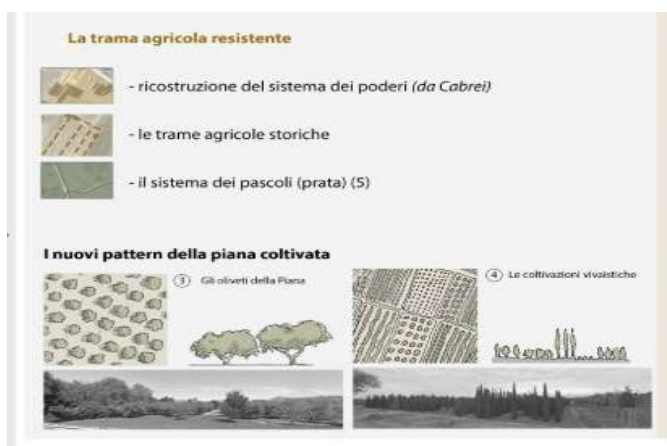 La trama agricola resistente
- ricostruzione del sistema dei poderi (da Cabrei)
- le trame agricole storiche
- il sistema dei pascoli (prata) (5)
I nuovi pattern della piana coltivata
3 Gli oliveti della Piana
4 Le coltivazioni vivaistiche